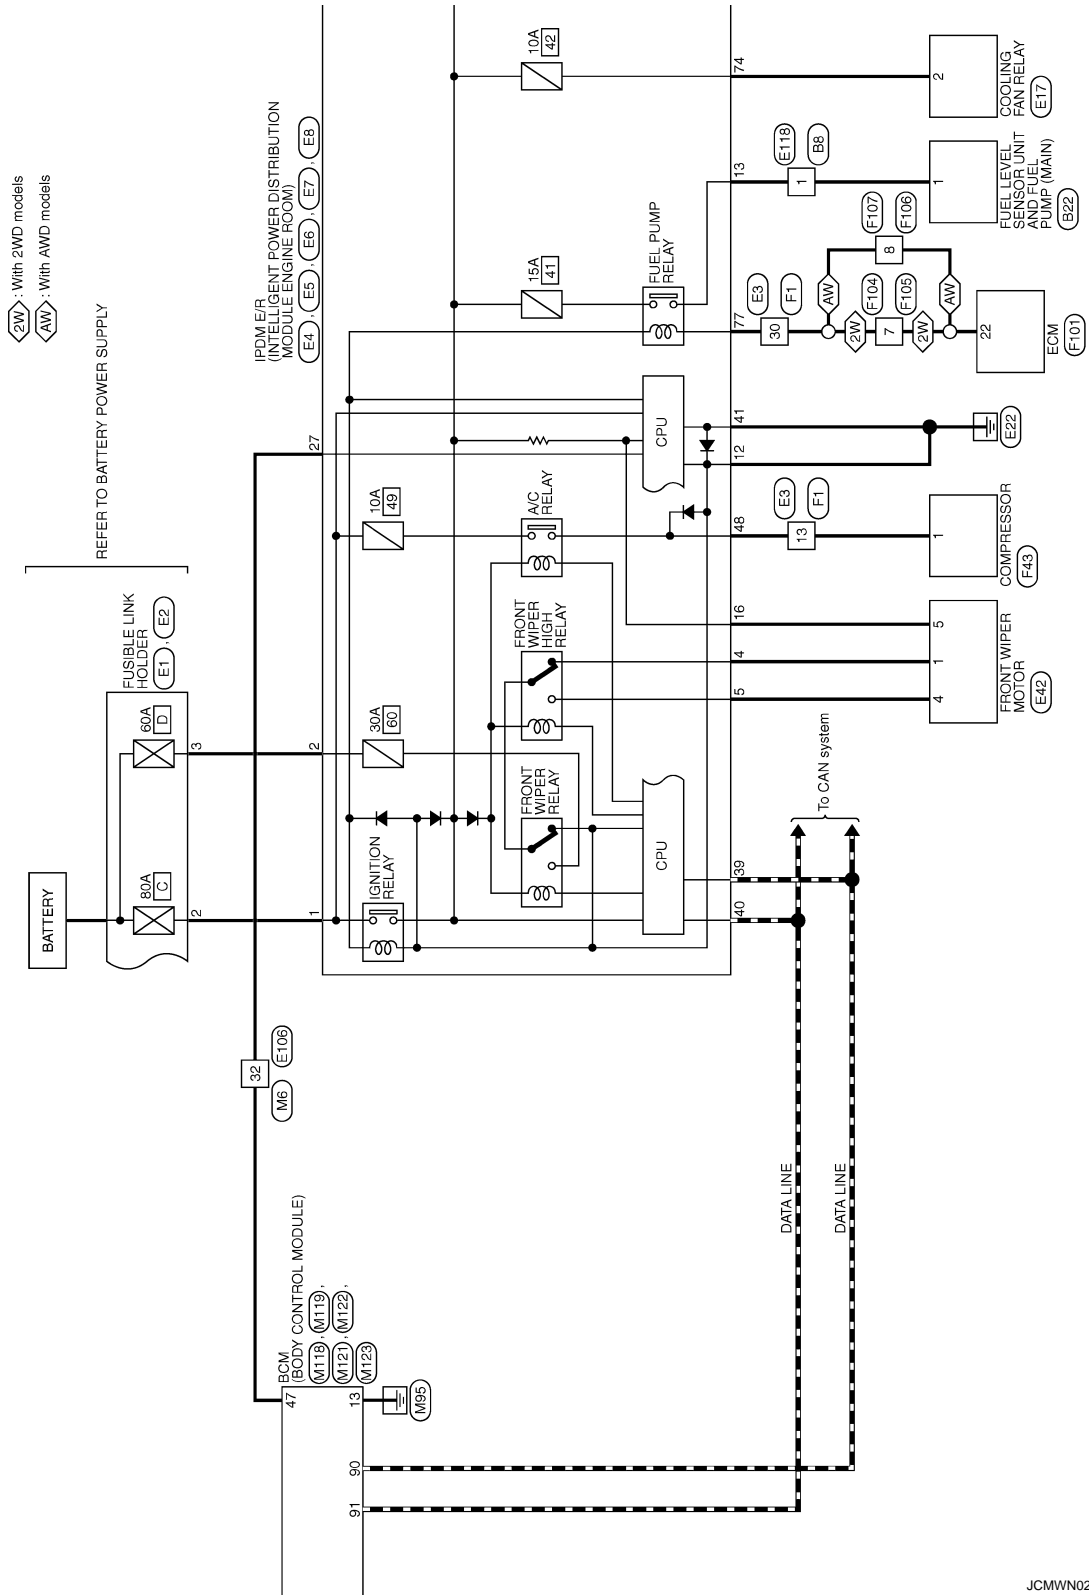 2W : With 2WD models
AW : With AWD models
REFER TO BATTERY POWER SUPPLY
BATTERY
80A
C
60A
D
FUSIBLE LINK
HOLDER
E1 , E2
2
3
M6
32
E106
IPDM E/R
(INTELLIGENT POWER DISTRIBUTION
MODULE ENGINE ROOM)
E4 , E5 , E6 , E7 , E8
1
2
27
IGNITION
RELAY
30A
60
10A
49
FRONT
WIPER
RELAY
FRONT
WIPER
HIGH
RELAY
A/C
RELAY
15A
41
10A
42
CPU
CPU
FUEL PUMP
RELAY
40
39
5
4
16
48
12
41
77
13
74
BCM
(BODY CONTROL MODULE)
M118 , M119 ,
M121 , M122 ,
M123
47
13
M95
91
90
DATA LINE
DATA LINE
To CAN system
4
1
5
FRONT WIPER
MOTOR
E42
13
E3
F1
1
COMPRESSOR
F43
E22
30
E3
F1
AW
2W
7
F104
F105
2W
8
F107
F106
AW
22
ECM
F101
1
E118
B8
1
FUEL LEVEL
SENSOR UNIT
AND FUEL
PUMP (MAIN)
B22
2
COOLING
FAN RELAY
E17